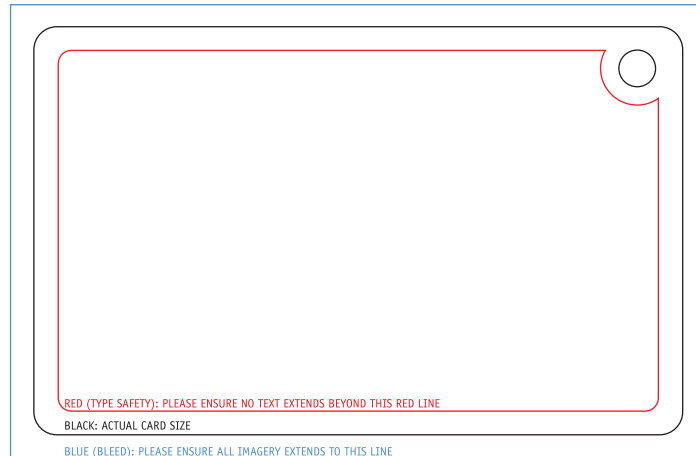 RED (TYPE SAFETY): PLEASE ENSURE NO TEXT EXTENDS BEYOND THIS RED LINE
BLACK: ACTUAL CARD SIZE
BLUE (BLEED): PLEASE ENSURE ALL IMAGERY EXTENDS TO THIS LINE